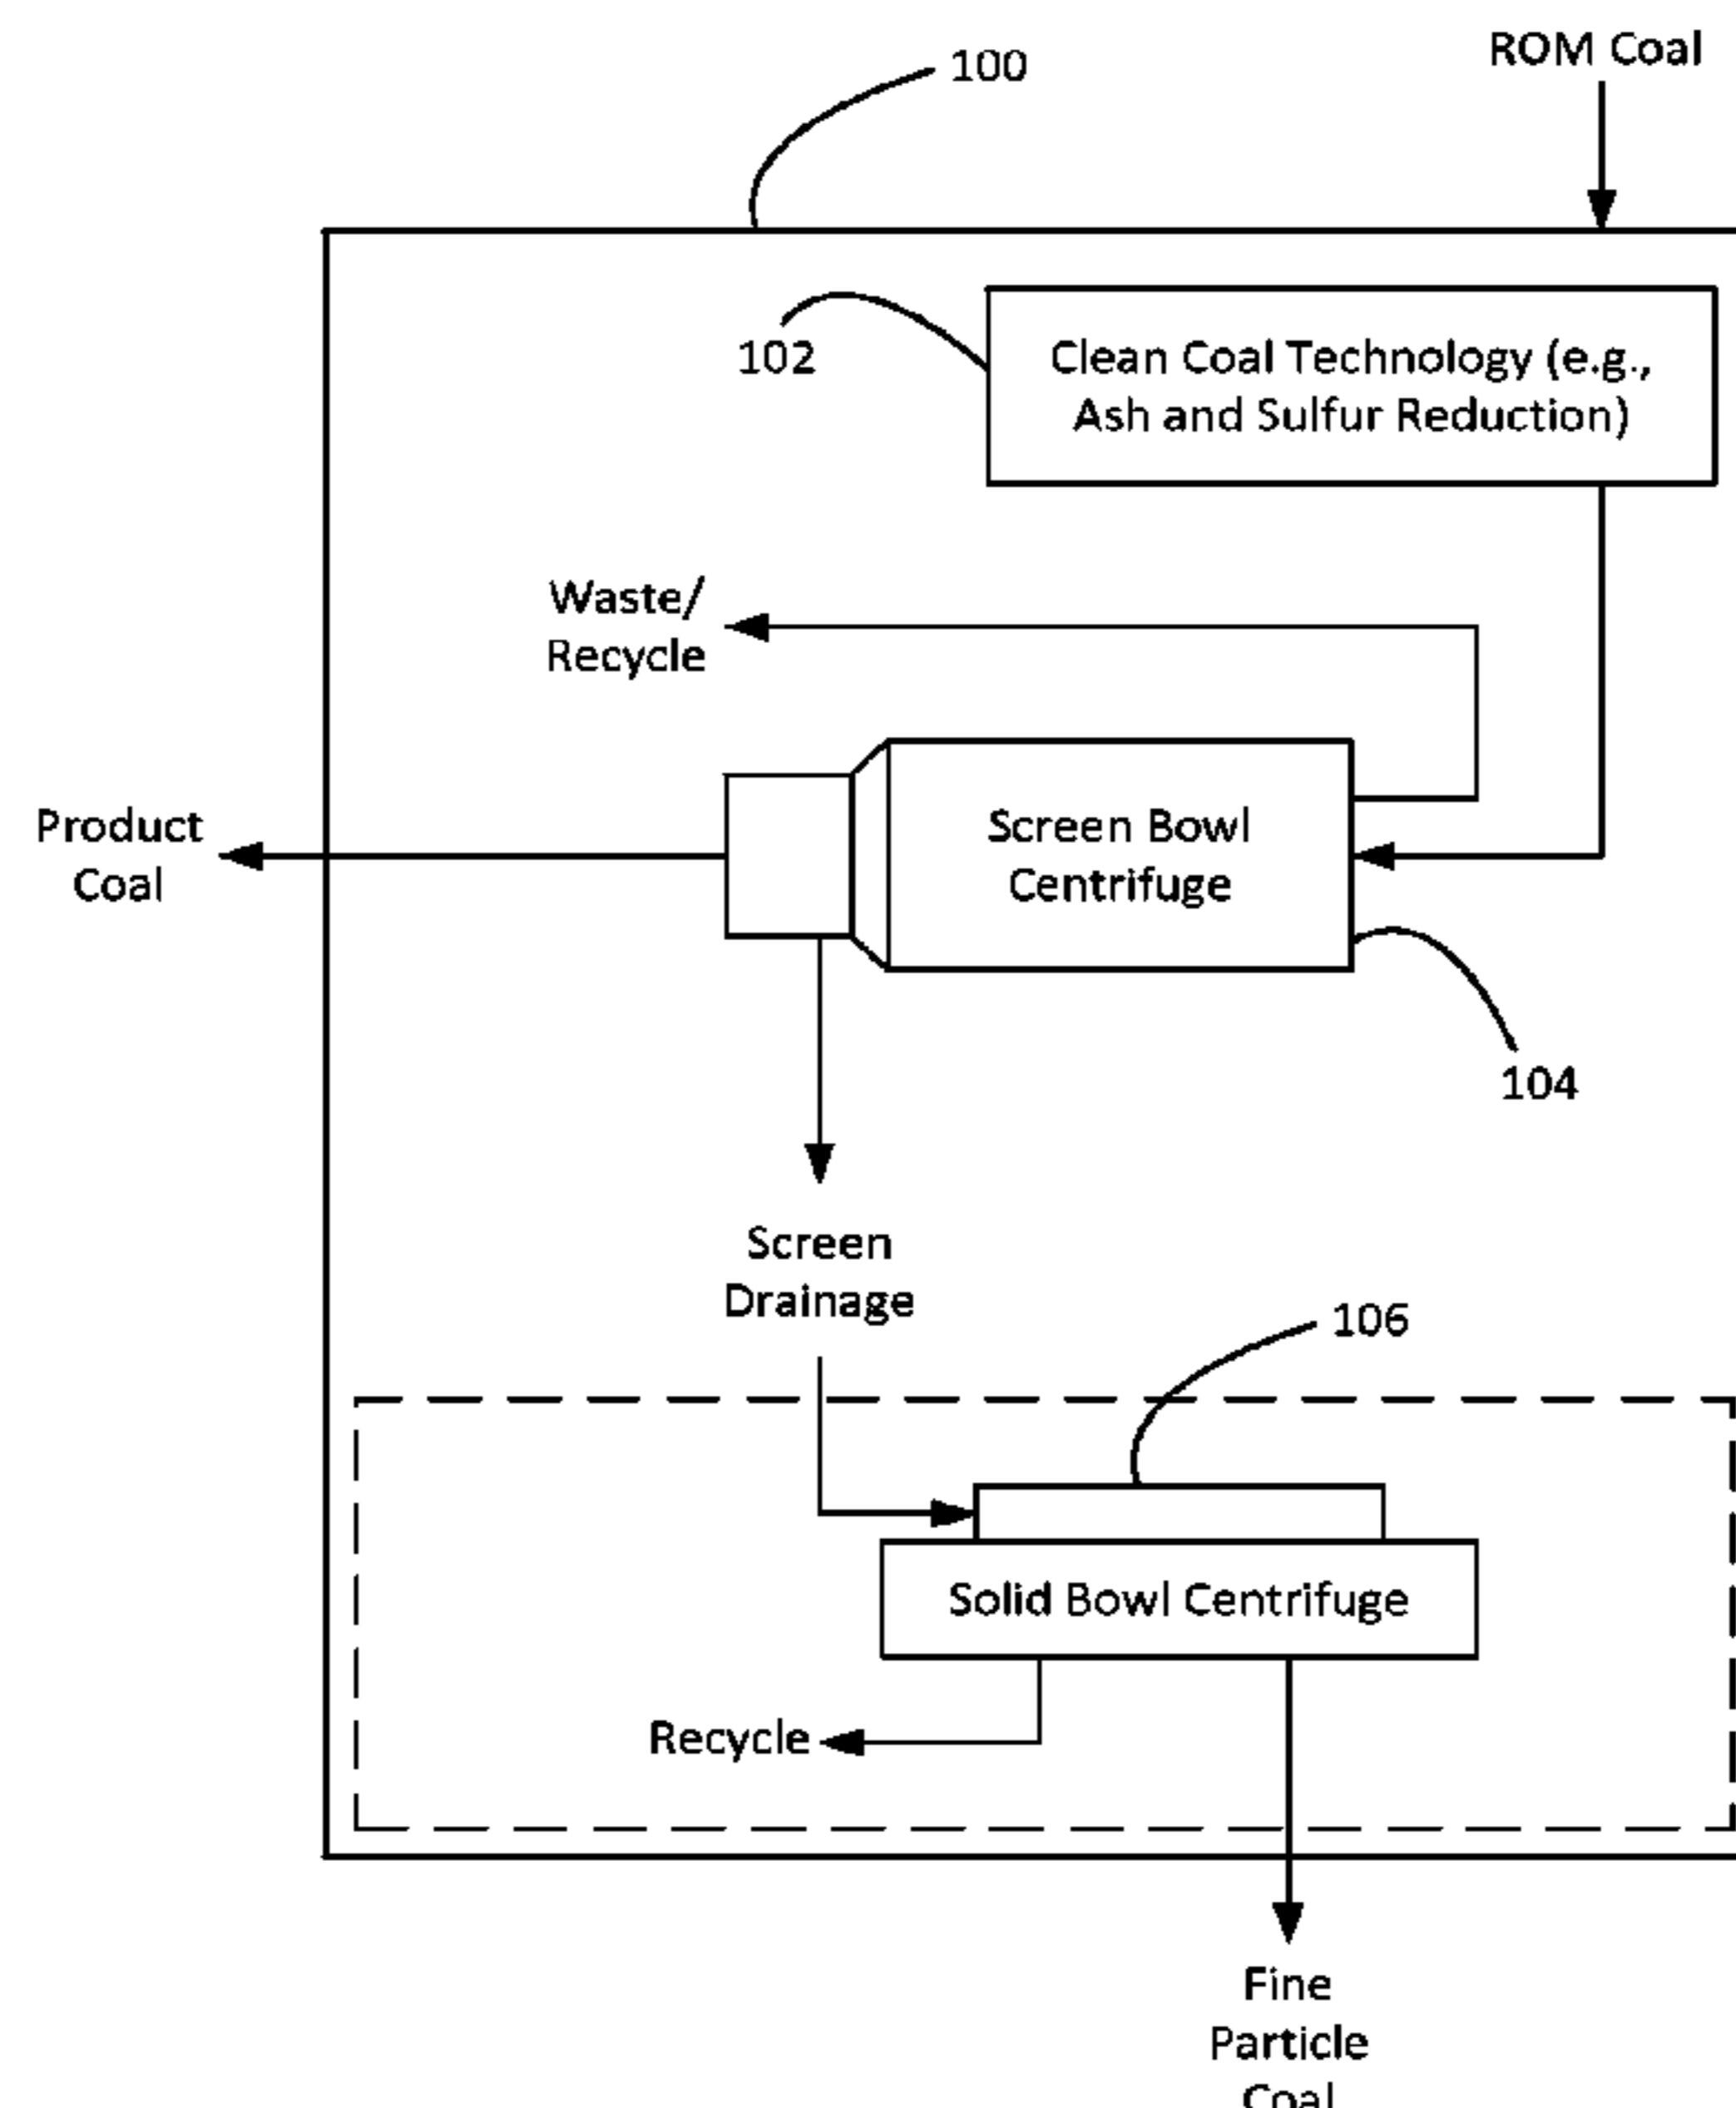 100
ROM Coal
102
Clean Coal Technology (e.g.,
Ash and Sulfur Reduction)
Waste/
Recycle
Product
Coal
Screen Bowl
Centrifuge
104
Screen
Drainage
106
Solid Bowl Centrifuge
Recycle
Fine
Particle
Coal